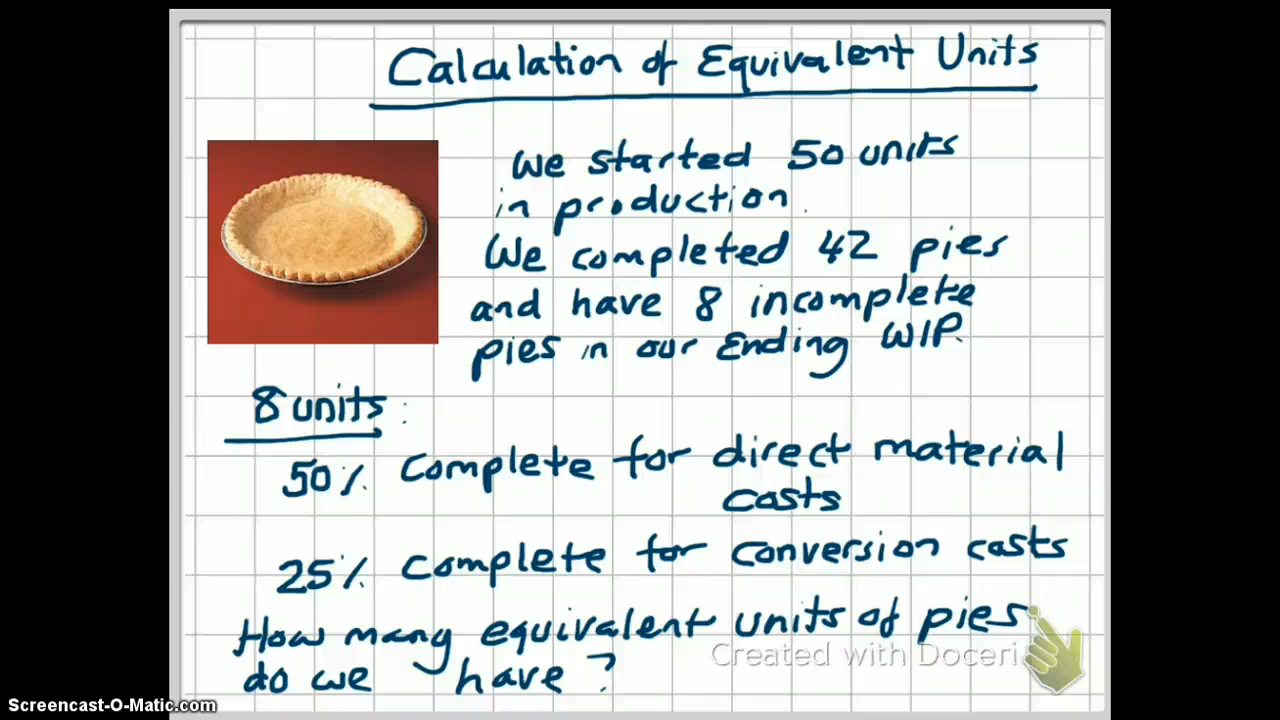 Calculation of Equivalent Units
We started 50 units
in production.
We completed 42 pies
and have 8 incomplete
pies in our Ending WIP.
8 units:
50% complete for direct material
costs
25% complete for conversion costs
How many equivalent units of pies
do we have?
Created with Doceri
Screencast-O-Matic.com